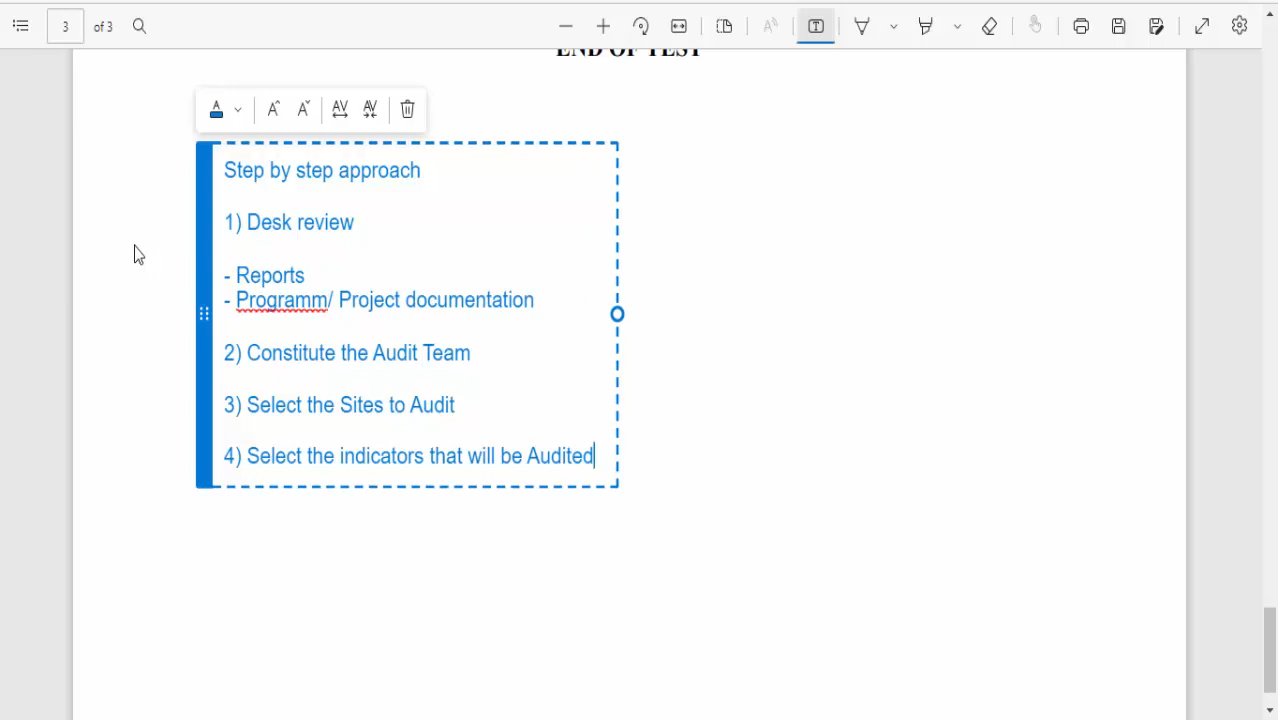 3 of 3
END OF TEST
Step by step approach
1) Desk review
- Reports
- Programm/ Project documentation
2) Constitute the Audit Team
3) Select the Sites to Audit
4) Select the indicators that will be Audited